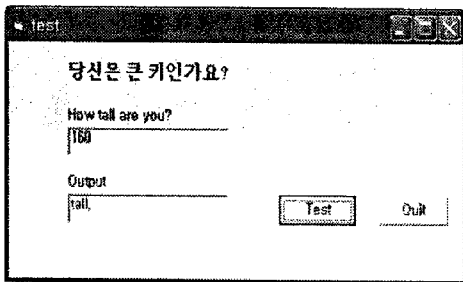 test
당신은 큰 키인가요?
How tall are you?
160
Output
tall,
Test
Quit